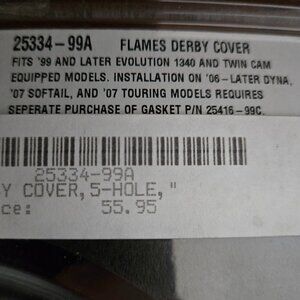 25334-99A FLAMES DERBY COVER
FITS '99 AND LATER EVOLUTION 1340 AND TWIN CAM
EQUIPPED MODELS. INSTALLATION ON '06-LATER DYNA,
'07 SOFTAIL, AND '07 TOURING MODELS REQUIRES
SEPERATE PURCHASE OF GASKET P/N 25416-99C.
25334-99A
Y COVER,5-HOLE,"
ce: 55.95